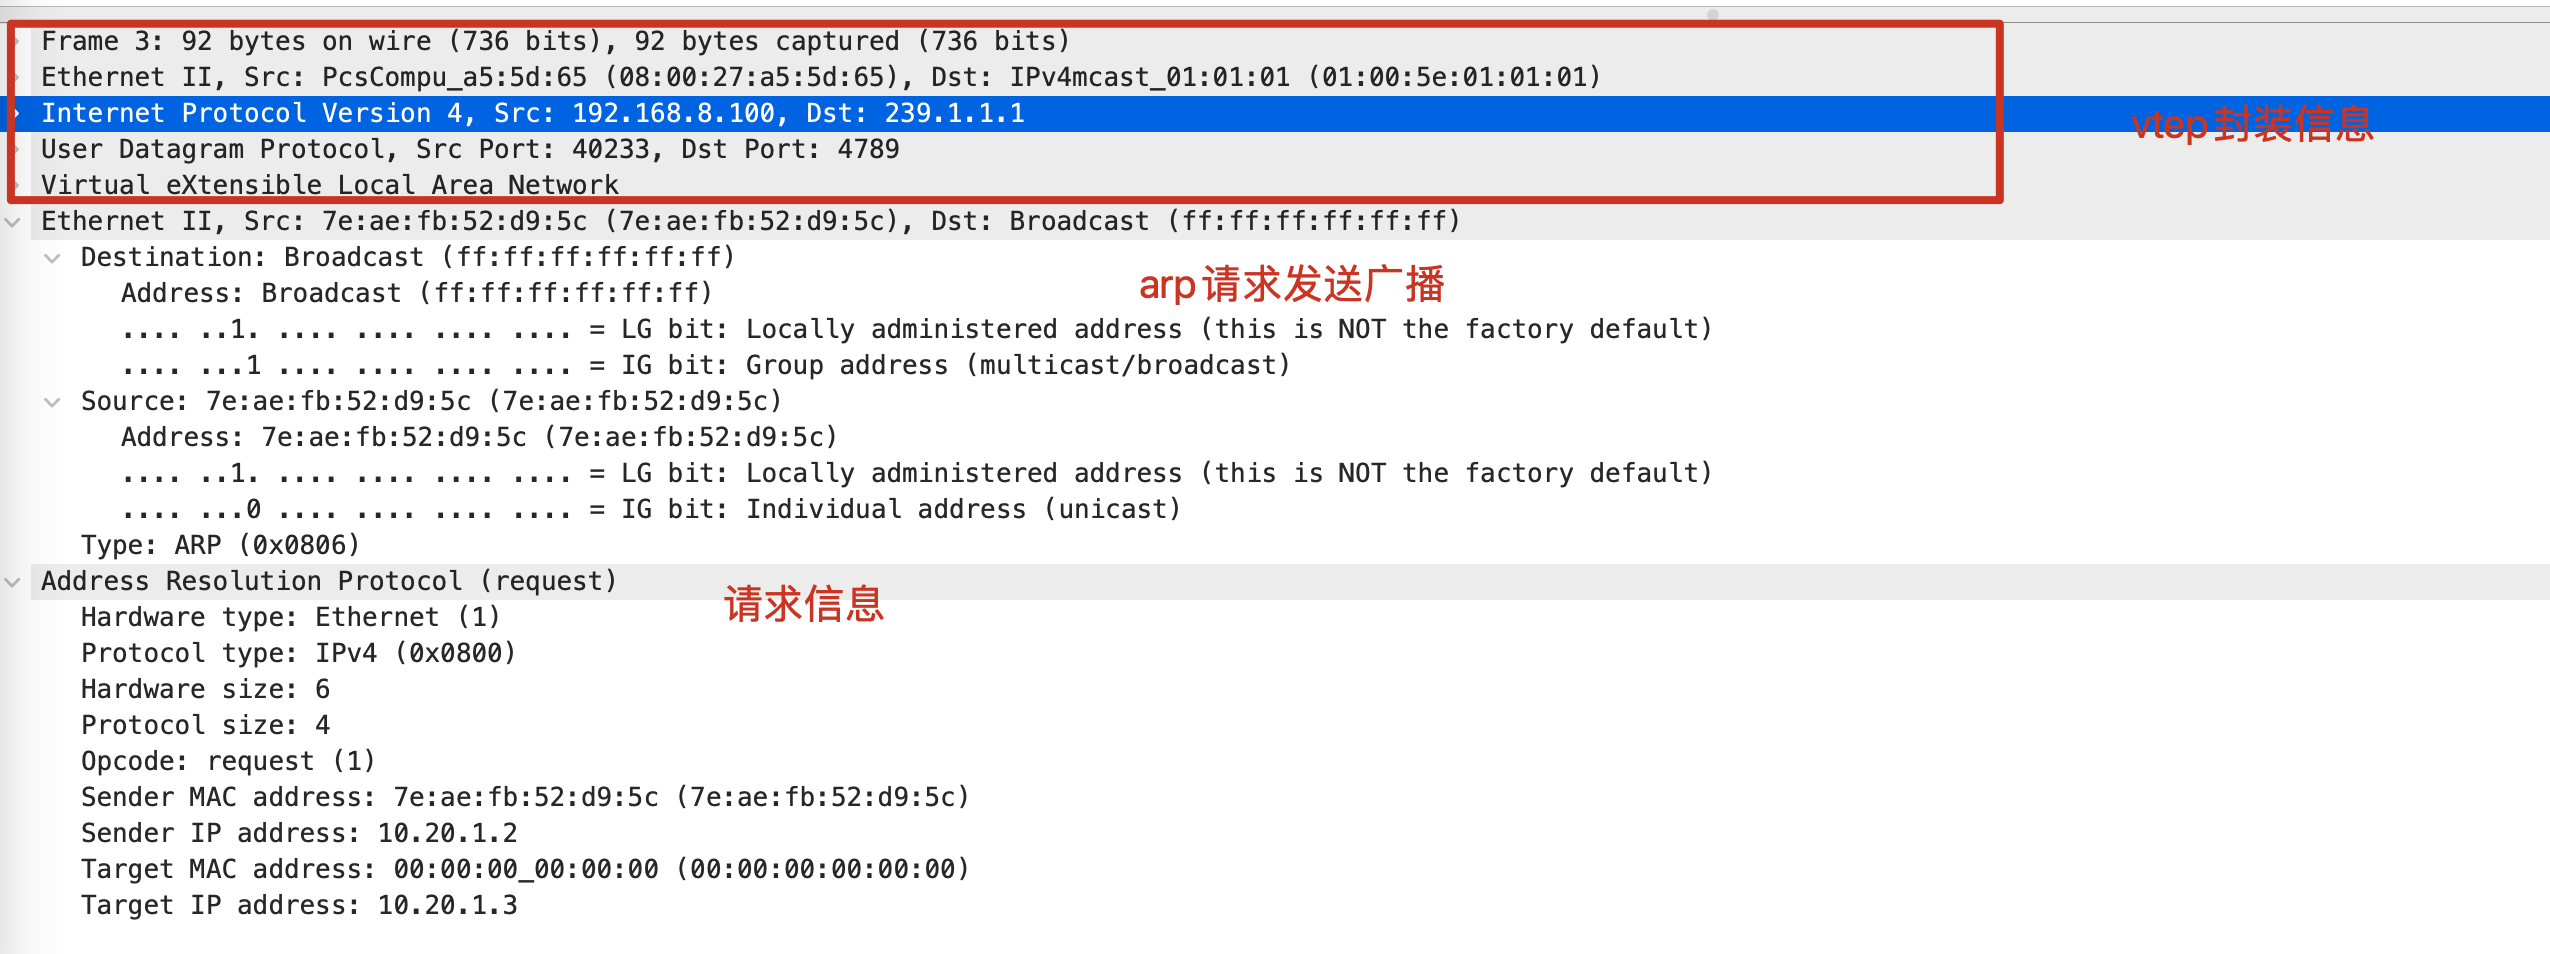 Frame 3: 92 bytes on wire (736 bits), 92 bytes captured (736 bits)
Ethernet II, Src: PcsCompu_a5:5d:65 (08:00:27:a5:5d:65), Dst: IPv4mcast_01:01:01 (01:00:5e:01:01:01)
Internet Protocol Version 4, Src: 192.168.8.100, Dst: 239.1.1.1
vtep封装信息
User Datagram Protocol, Src Port: 40233, Dst Port: 4789
Virtual eXtensible Local Area Network
Ethernet II, Src: 7e:ae:fb:52:d9:5c (7e:ae:fb:52:d9:5c), Dst: Broadcast (ff:ff:ff:ff:ff:ff)
Destination: Broadcast (ff:ff:ff:ff:ff:ff)
arp请求发送广播
Address: Broadcast (ff:ff:ff:ff:ff:ff)
.... ..1. .... .... .... .... = LG bit: Locally administered address (this is NOT the factory default)
.... ...1 .... .... .... .... = IG bit: Group address (multicast/broadcast)
Source: 7e:ae:fb:52:d9:5c (7e:ae:fb:52:d9:5c)
Address: 7e:ae:fb:52:d9:5c (7e:ae:fb:52:d9:5c)
.... ..1. .... .... .... .... = LG bit: Locally administered address (this is NOT the factory default)
.... ...0 .... .... .... .... = IG bit: Individual address (unicast)
Type: ARP (0x0806)
Address Resolution Protocol (request)
请求信息
Hardware type: Ethernet (1)
Protocol type: IPv4 (0x0800)
Hardware size: 6
Protocol size: 4
Opcode: request (1)
Sender MAC address: 7e:ae:fb:52:d9:5c (7e:ae:fb:52:d9:5c)
Sender IP address: 10.20.1.2
Target MAC address: 00:00:00_00:00:00 (00:00:00:00:00:00)
Target IP address: 10.20.1.3